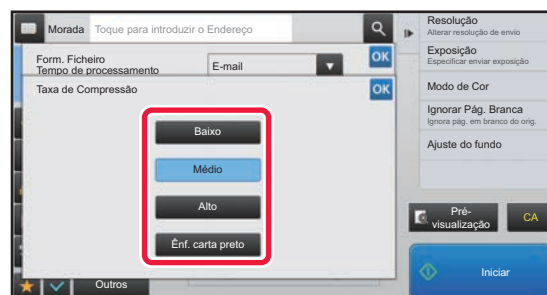 Morada
Toque para introduzir o Endereço
Form. Ficheiro
Tempo de processamento
E-mail
OK
Taxa de Compressão
OK
Baixo
Médio
Alto
Ênf. carta preto
Outros
Resolução
Alterar resolução de envio
Exposição
Especificar enviar exposição
Modo de Cor
Ignorar Pág. Branca
Ignora pág. em branco do orig.
Ajuste do fundo
Pré-
visualização
CA
Iniciar